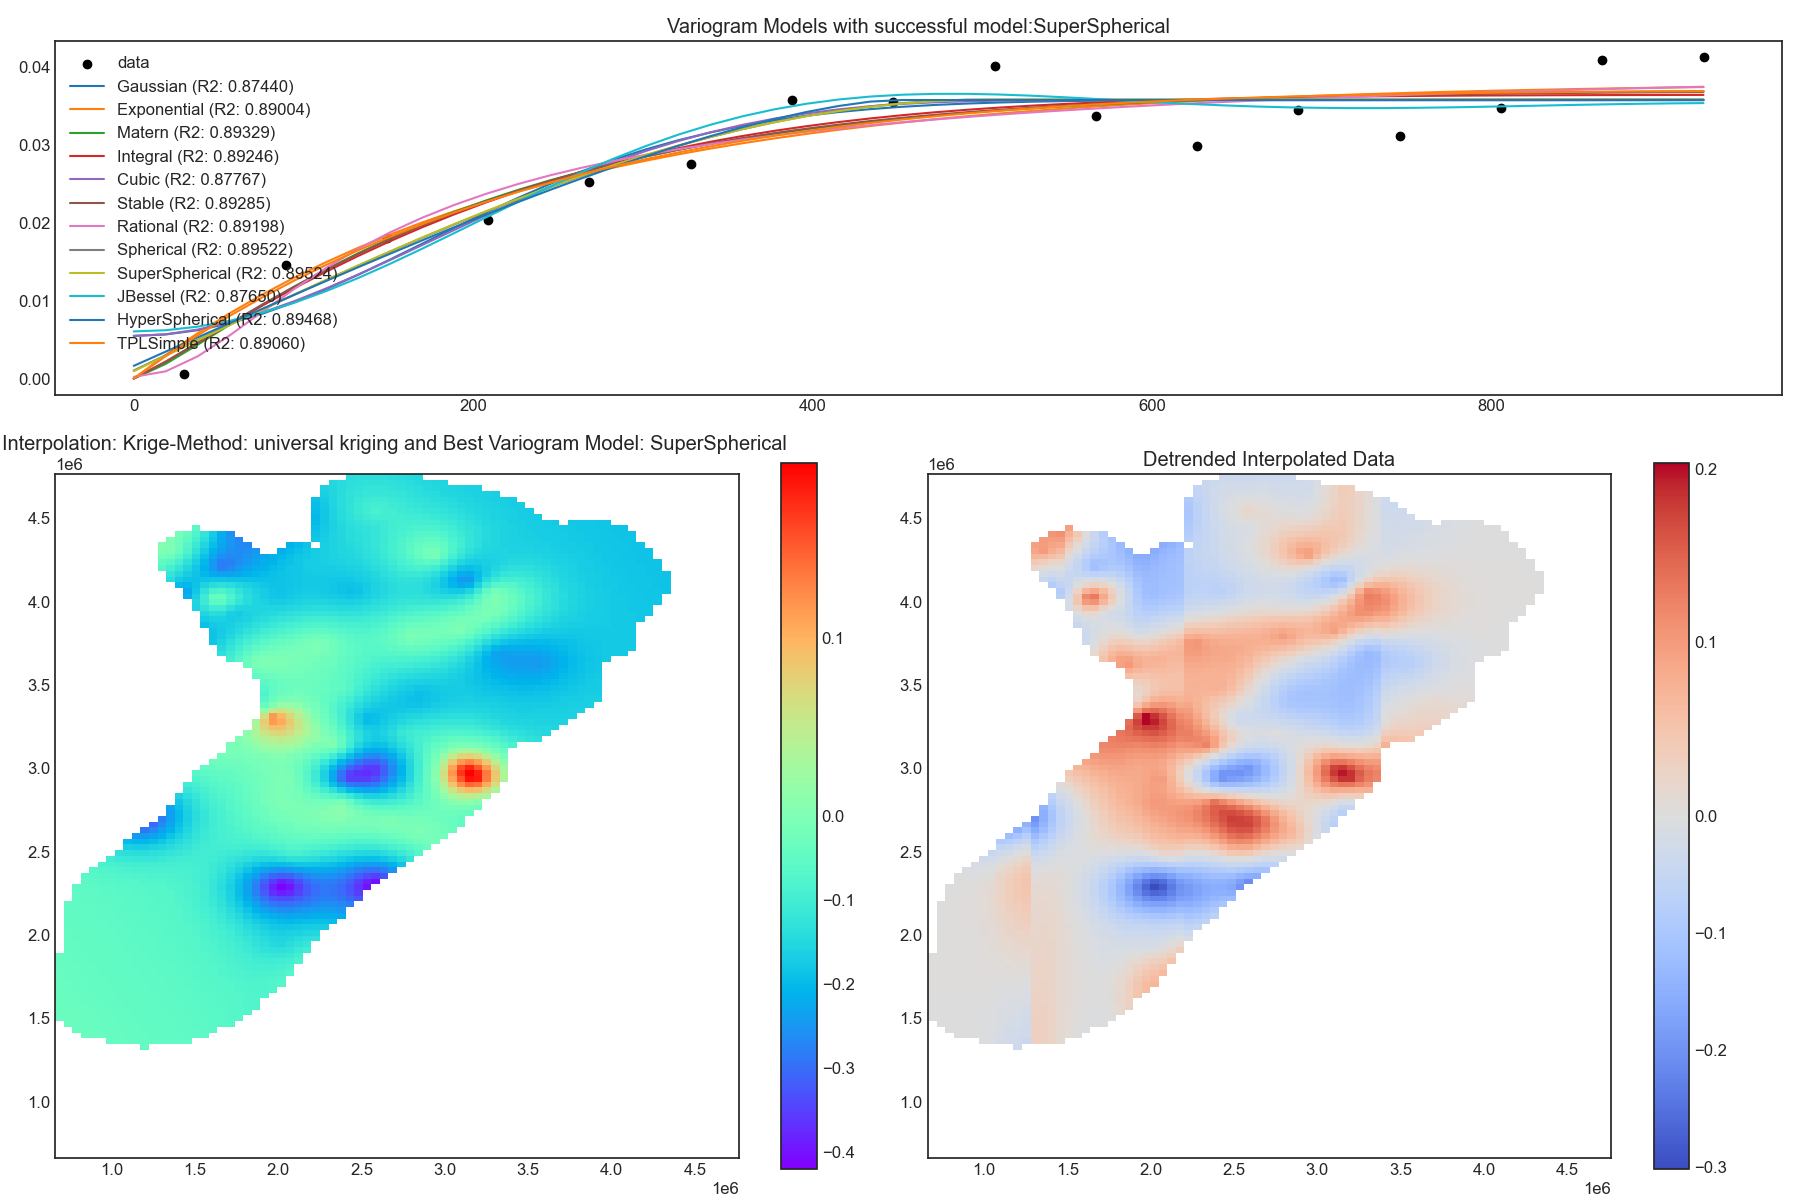 Variogram Models with successful model:SuperSpherical
0.04
0.03
0.02
0.01
0.00
data
Gaussian (R2: 0.87440)
Exponential (R2: 0.89004)
Matern (R2: 0.89329)
Integral (R2: 0.89246)
Cubic (R2: 0.87767)
Stable (R2: 0.89285)
Rational (R2: 0.89198)
Spherical (R2: 0.89522)
SuperSpherical (R2: 0.89524)
JBessel (R2: 0.87650)
HyperSpherical (R2: 0.89468)
TPLSimple (R2: 0.89060)
0 200 400 600 800
Interpolation: Krige-Method: universal kriging and Best Variogram Model: SuperSpherical
1e6
4.5
4.0
3.5
3.0
2.5
2.0
1.5
1.0
1.0 1.5 2.0 2.5 3.0 3.5 4.0 4.5
1e6
0.1
0.0
−0.1
−0.2
−0.3
−0.4
Detrended Interpolated Data
1e6
4.5
4.0
3.5
3.0
2.5
2.0
1.5
1.0
1.0 1.5 2.0 2.5 3.0 3.5 4.0 4.5
1e6
0.2
0.1
0.0
−0.1
−0.2
−0.3